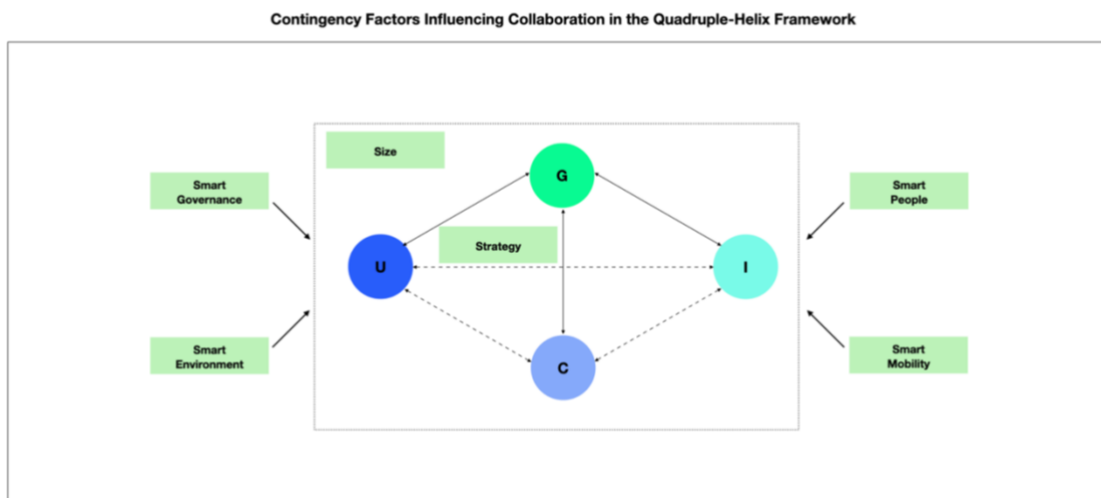 Contingency Factors Influencing Collaboration in the Quadruple-Helix Framework
Size
G
Smart
Governance
Smart
People
Strategy
U
I
Smart
Environment
Smart
Mobility
C